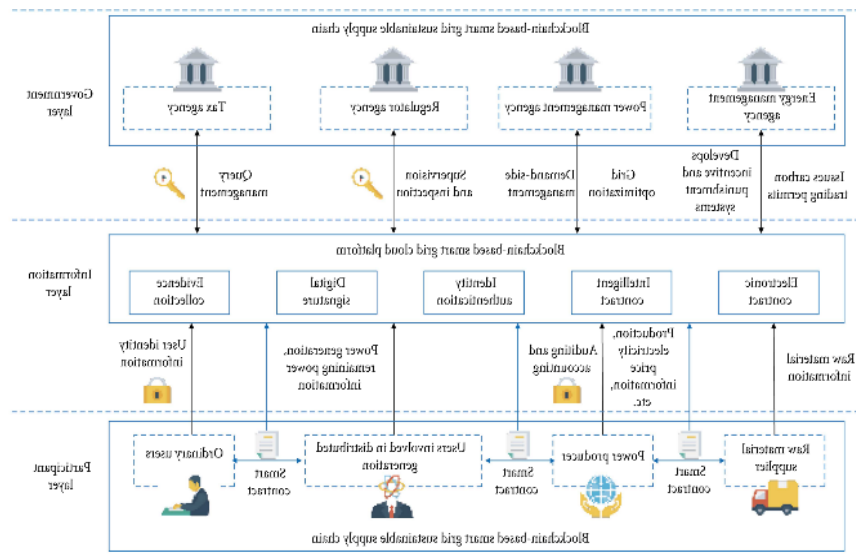 Blockchain-based smart grid sustainable supply chain
Government
layer
Energy management
agency
Power management agency
Regulator agency
Tax agency
Issues carbon
trading permits
Develops
incentive and
punishment
systems
Grid
optimization
Demand-side
management
Supervision
and inspection
Query
management
Information
layer
Blockchain-based smart grid cloud platform
Electronic
contract
Intelligent
contract
Identity
authentication
Digital
signature
Evidence
collection
Raw material
information
Production,
electricity
price
information,
etc.
Auditing and
accounting
Power generation,
remaining power
information
User identity
information
Participant
layer
Raw material
supplier
Smart
contract
Power producer
Smart
contract
Users involved in distributed
generation
Smart
contract
Ordinary users
Blockchain-based smart grid sustainable supply chain